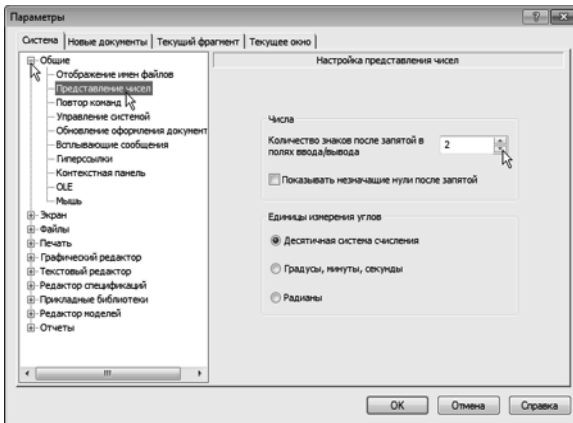 Параметры
Система Новые документы Текущий фрагмент Текущее окно
Общие
Отображение имен файлов
Представление чисел
Повтор команд
Управление системой
Обновление оформления документ
Всплывающие сообщения
Гиперссылки
Контекстная панель
OLE
Мышь
Экран
Файлы
Печать
Графический редактор
Текстовый редактор
Редактор спецификаций
Прикладные библиотеки
Редактор моделей
Отчеты
Настройка представления чисел
Числа
Количество знаков после запятой в
полях ввода/вывода
2
Показывать незначащие нули после запятой
Единицы измерения углов
Десятичная система счисления
Градусы, минуты, секунды
Радианы
OK Отмена Справка